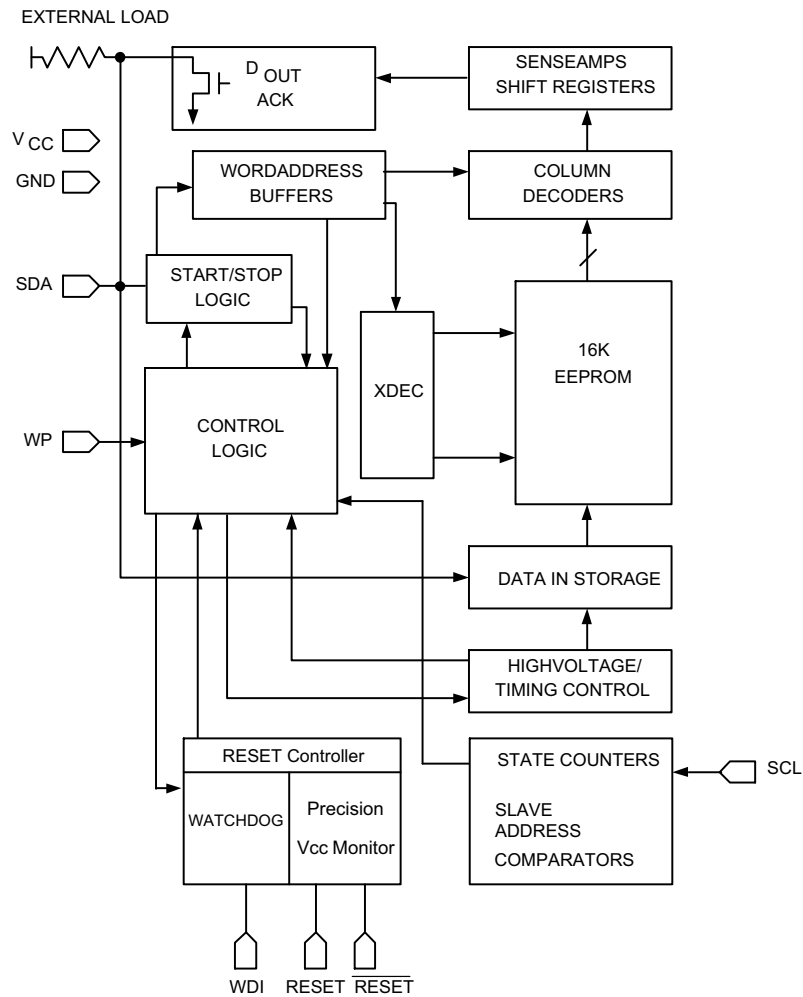 EXTERNAL LOAD
D OUT
ACK
SENSEAMPS
SHIFT REGISTERS
V CC
GND
WORDADDRESS
BUFFERS
COLUMN
DECODERS
SDA
START/STOP
LOGIC
XDEC
16K
EEPROM
WP
CONTROL
LOGIC
DATA IN STORAGE
HIGHVOLTAGE/
TIMING CONTROL
RESET Controller
WATCHDOG
Precision
Vcc Monitor
STATE COUNTERS
SLAVE
ADDRESS
COMPARATORS
SCL
WDI
RESET
RESET